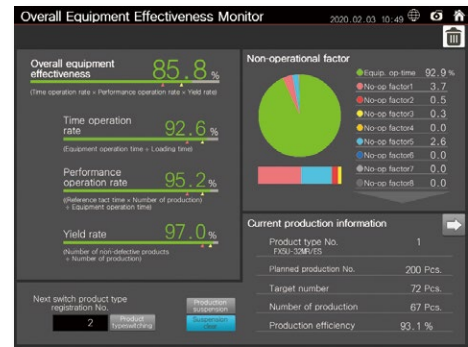 Overall Equipment Effectiveness Monitor
2020.02.03 10:49
Overall equipment
effectiveness
85.8 %
(Time operation rate × Performance operation rate × Yield rate)
Time operation
rate
92.6 %
(Equipment operation time ÷ Loading time)
Performance
operation rate
95.2 %
(Reference tact time × Number of production)
÷ Equipment operation time)
Yield rate
97.0 %
(Number of non-defective products
÷ Number of production)
Next switch product type
registration No.
2
Product
typeswitching
Production
suspension
Suspension
clear
Non-operational factor
Equip. op-time 92.9 %
No-op factor1 3.7
No-op factor2 0.5
No-op factor3 0.3
No-op factor4 0.0
No-op factor5 2.6
No-op factor6 0.0
No-op factor7 0.0
No-op factor8 0.0
Current production information
Product type No. 1
FX5U-32MR/ES
Planned production No. 200 Pcs.
Target number 72 Pcs.
Number of production 67 Pcs.
Production efficiency 93.1 %